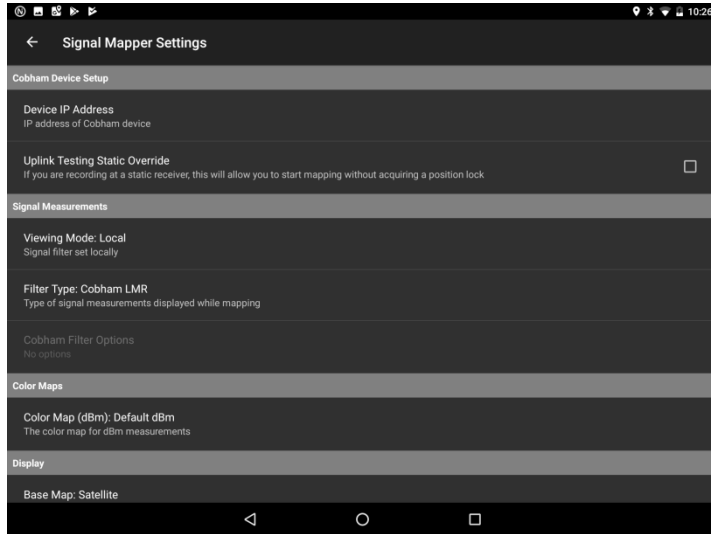 10:26
Signal Mapper Settings
Cobham Device Setup
Device IP Address
IP address of Cobham device
Uplink Testing Static Override
If you are recording at a static receiver, this will allow you to start mapping without acquiring a position lock
Signal Measurements
Viewing Mode: Local
Signal filter set locally
Filter Type: Cobham LMR
Type of signal measurements displayed while mapping
Cobham Filter Options
No options
Color Maps
Color Map (dBm): Default dBm
The color map for dBm measurements
Display
Base Map: Satellite